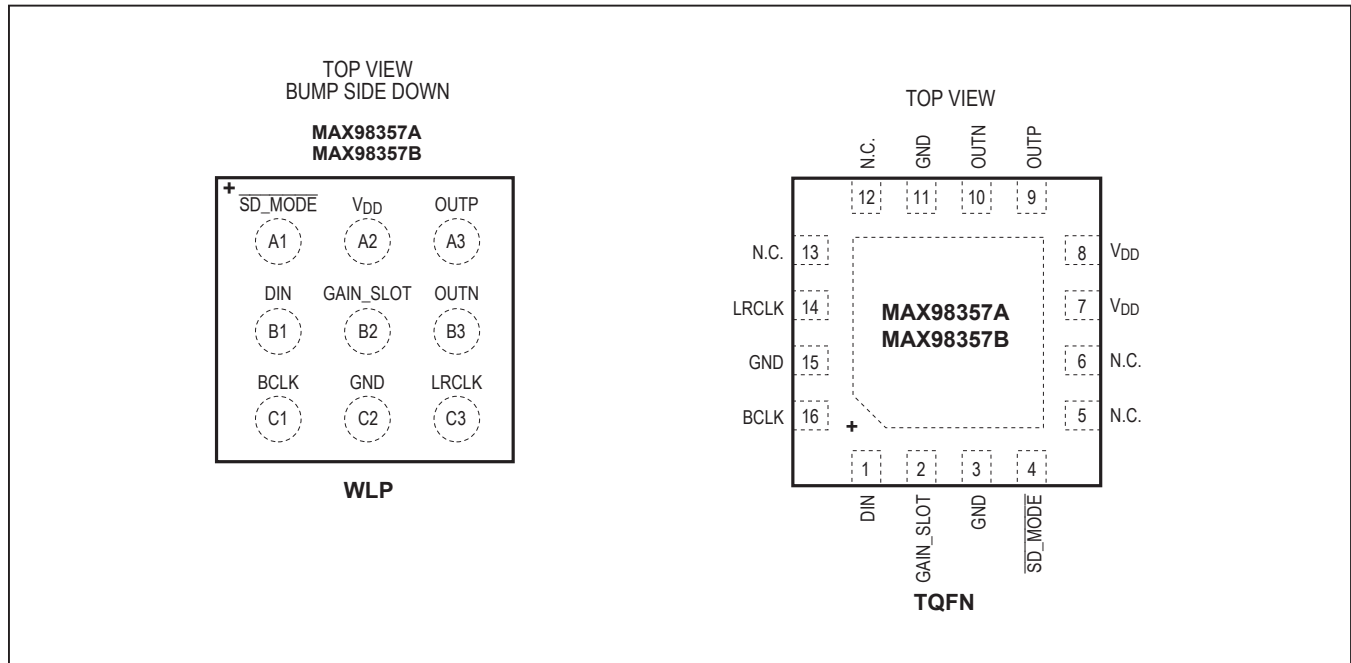 TOP VIEW
BUMP SIDE DOWN
MAX98357A
MAX98357B
+
SD_MODE VDD OUTP
A1 A2 A3
DIN GAIN_SLOT OUTN
B1 B2 B3
BCLK GND LRCLK
C1 C2 C3
WLP
TOP VIEW
N.C. GND OUTN OUTP
12 11 10 9
N.C. 13 8 VDD
LRCLK 14 7 VDD
MAX98357A
MAX98357B
GND 15 6 N.C.
BCLK 16 5 N.C.
+
1 2 3 4
DIN GAIN_SLOT GND SD_MODE
TQFN